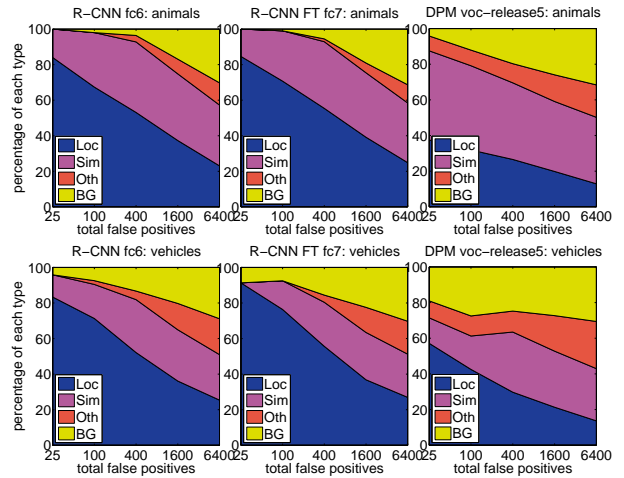 R-CNN fc6: animals R-CNN FT fc7: animals DPM voc-release5: animals
percentage of each type
100
80
60
40
20
0
Loc
Sim
Oth
BG
25 100 400 1600 6400
total false positives
Loc
Sim
Oth
BG
25 100 400 1600 6400
total false positives
Loc
Sim
Oth
BG
25 100 400 1600 6400
total false positives
R-CNN fc6: vehicles R-CNN FT fc7: vehicles DPM voc-release5: vehicles
percentage of each type
100
80
60
40
20
0
Loc
Sim
Oth
BG
25 100 400 1600 6400
total false positives
Loc
Sim
Oth
BG
25 100 400 1600 6400
total false positives
Loc
Sim
Oth
BG
25 100 400 1600 6400
total false positives